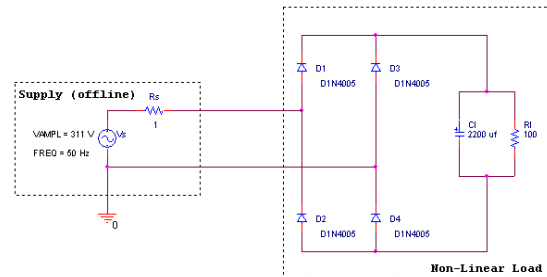 Supply (offline)
Rs
1
VAMPL = 311 V
Vs
FREQ = 50 Hz
0
D1
D1N4005
D3
D1N4005
Cl
2200 uf
Rl
100
D2
D1N4005
D4
D1N4005
Non-Linear Load